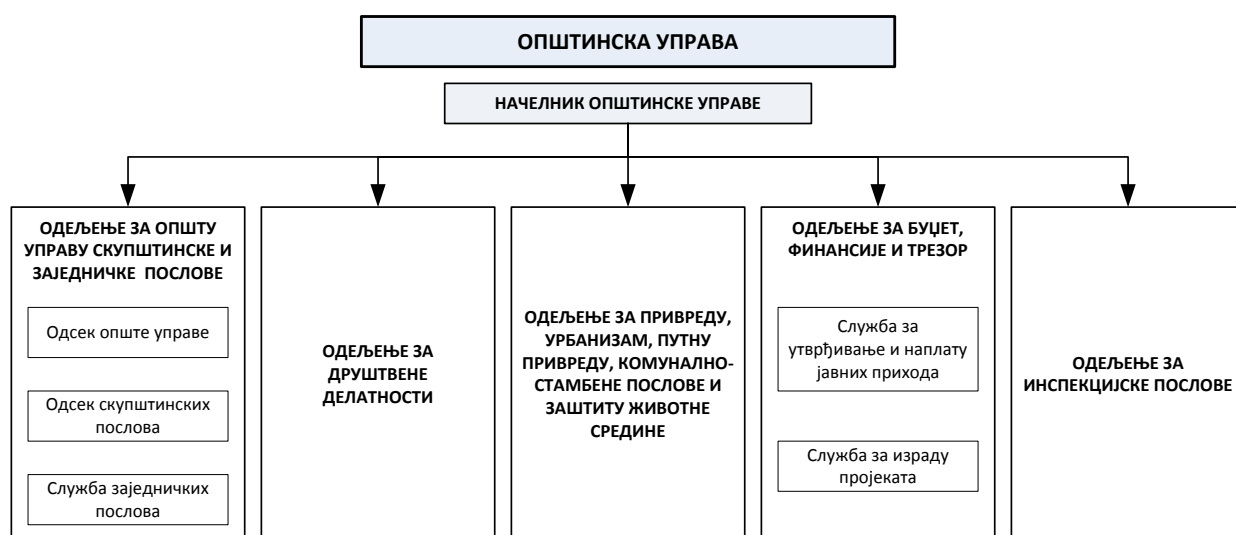 ОПШТИНСКА УПРАВА
НАЧЕЛНИК ОПШТИНСКЕ УПРАВЕ
ОДЕЉЕЊЕ ЗА ОПШТУ
УПРАВУ СКУПШТИНСКЕ И
ЗАЈЕДНИЧКЕ ПОСЛОВЕ
Одсек опште управе
Одсек скупштинских
послова
Служба заједничких
послова
ОДЕЉЕЊЕ ЗА
ДРУШТВЕНЕ
ДЕЛАТНОСТИ
ОДЕЉЕЊЕ ЗА ПРИВРЕДУ,
УРБАНИЗАМ, ПУТНУ
ПРИВРЕДУ, КОМУНАЛНО-
СТАМБЕНЕ ПОСЛОВЕ И
ЗАШТИТУ ЖИВОТНЕ
СРЕДИНЕ
ОДЕЉЕЊЕ ЗА БУЏЕТ,
ФИНАНСИЈЕ И ТРЕЗОР
Служба за
утврђивање и наплату
јавних прихода
Служба за израду
пројеката
ОДЕЉЕЊЕ ЗА
ИНСПЕКЦИЈСКЕ ПОСЛОВЕ